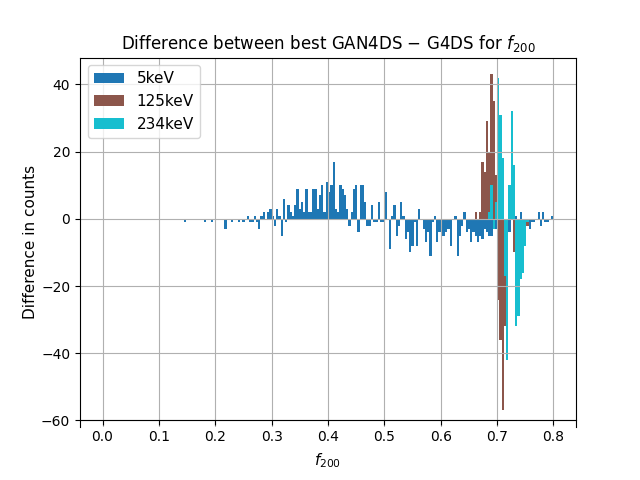 Difference between best GAN4DS − G4DS for f200
5keV
125keV
234keV
Difference in counts
40
20
0
−20
−40
−60
0.0 0.1 0.2 0.3 0.4 0.5 0.6 0.7 0.8
f200